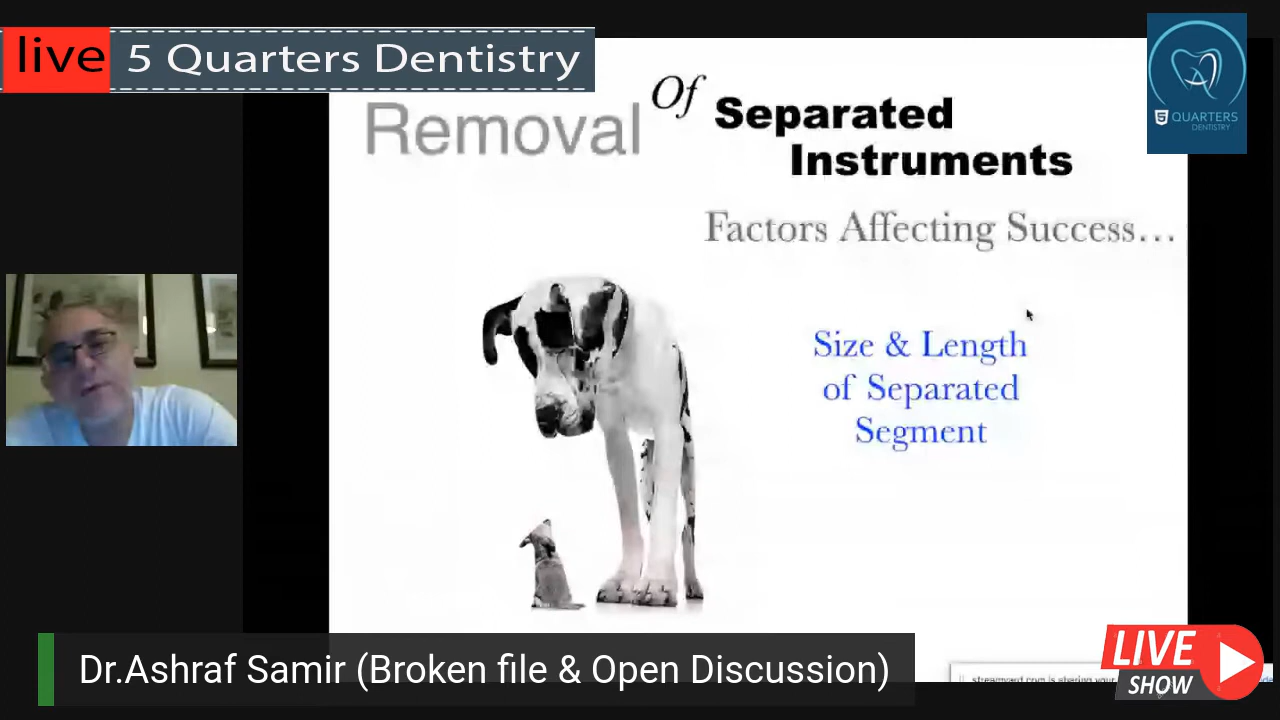 live 5 Quarters Dentistry
5 QUARTERS
DENTISTRY
Removal Of Separated
Instruments
Factors Affecting Success...
Size & Length
of Separated
Segment
Dr.Ashraf Samir (Broken file & Open Discussion)
LIVE
SHOW
streamyard.com is sharing your